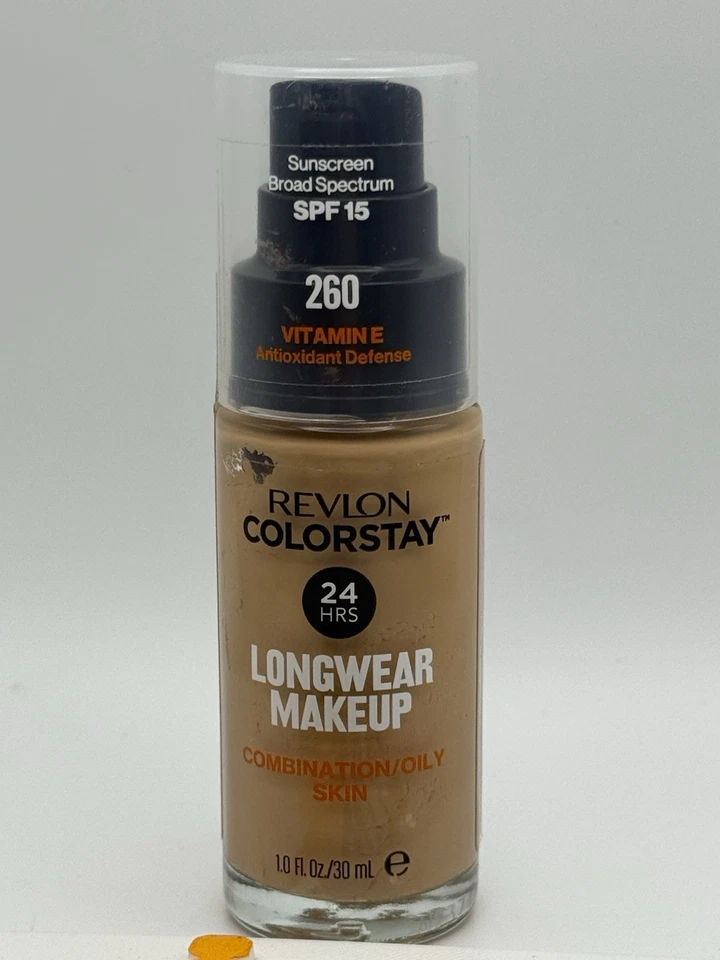 Sunscreen
Broad Spectrum
SPF 15
260
VITAMIN E
Antioxidant Defense
REVLON
COLORSTAY™
24
HRS
LONGWEAR
MAKEUP
COMBINATION/OILY
SKIN
1.0 Fl. Oz./30 mL ℮